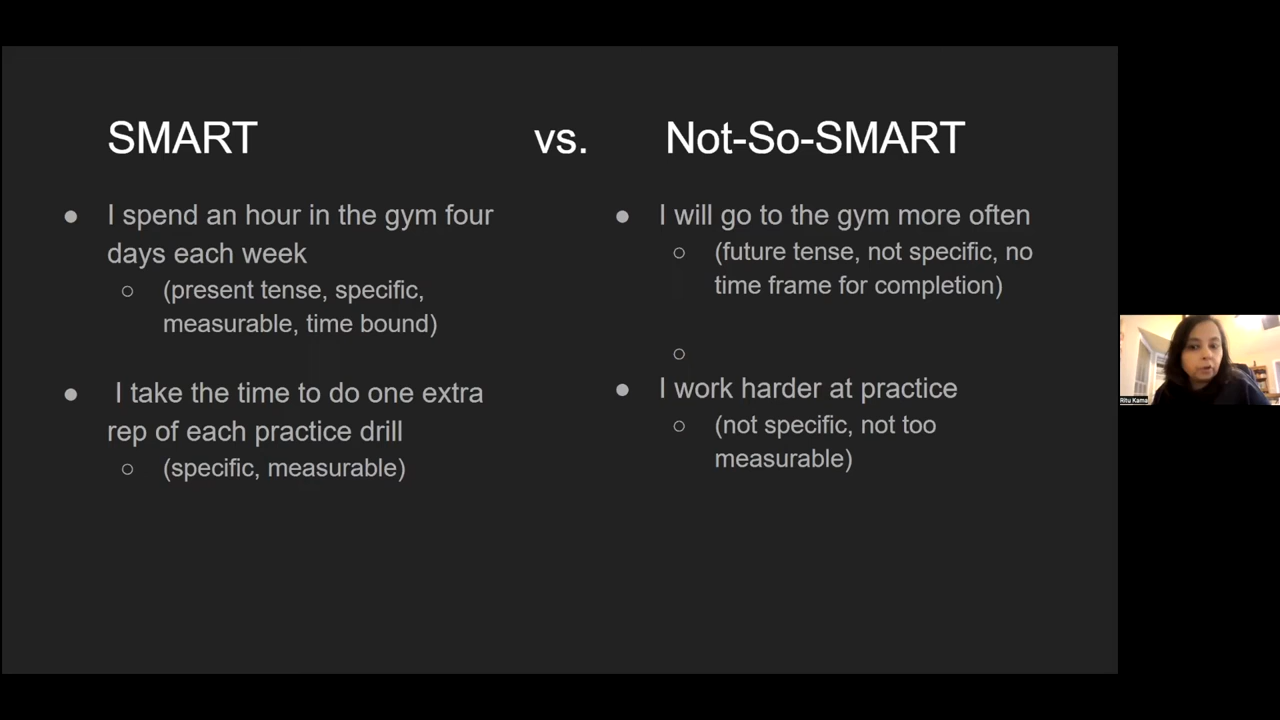 SMART vs. Not-So-SMART
● I spend an hour in the gym four
days each week
○ (present tense, specific,
measurable, time bound)
● I take the time to do one extra
rep of each practice drill
○ (specific, measurable)
● I will go to the gym more often
○ (future tense, not specific, no
time frame for completion)
○
● I work harder at practice
○ (not specific, not too
measurable)
Ritu Kama